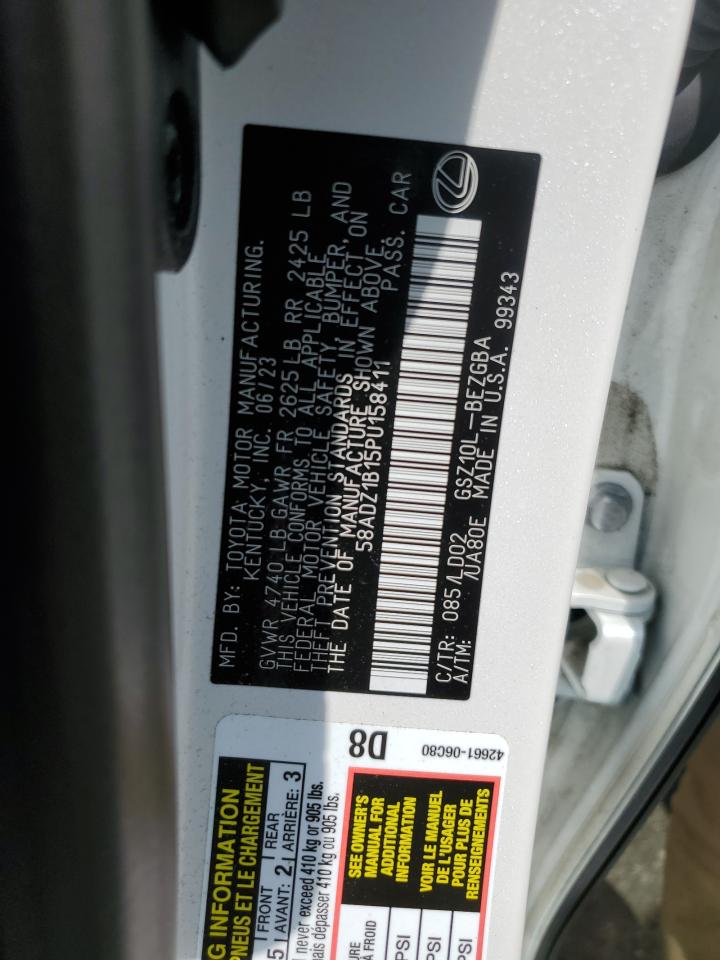 MFD. BY: TOYOTA MOTOR MANUFACTURING.
KENTUCKY, INC. 06/23
GVWR 4740 LB GAWR FR 2625 LB RR 2425 LB
THIS VEHICLE CONFORMS TO ALL APPLICABLE
FEDERAL MOTOR VEHICLE SAFETY, BUMPER, AND
THEFT PREVENTION STANDARDS IN EFFECT ON
THE DATE OF MANUFACTURE SHOWN ABOVE.
58ADZ1B15PU158411 PASS. CAR
C/TR: 085/LD02 GSZ10L-BEZGBA
A/TM: /UA80E MADE IN U.S.A. 99343
D8
42661-06C80
G INFORMATION
PNEUS ET LE CHARGEMENT
5 FRONT 2 REAR 3
AVANT: ARRIÈRE:
never exceed 410 kg or 905 lbs.
mais dépasser 410 kg ou 905 lbs.
SEE OWNER'S
MANUAL FOR
ADDITIONAL
INFORMATION
VOIR LE MANUEL
DE L'USAGER
POUR PLUS DE
RENSEIGNEMENTS
URE
À FROID
PSI
PSI
PSI